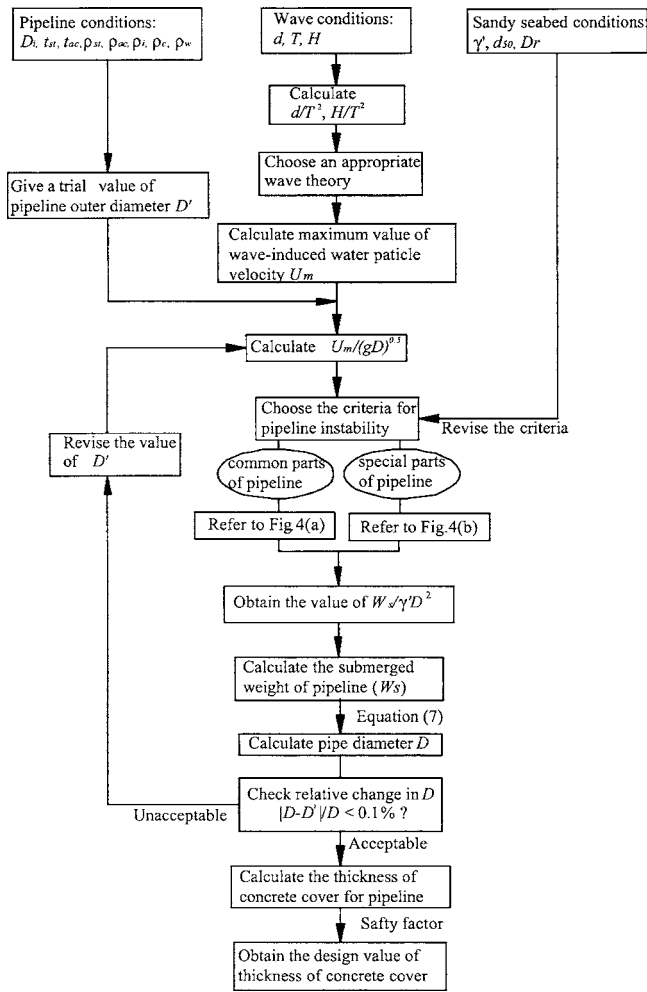 Pipeline conditions:
Di, tst, tac, ρst, ρac, ρi, ρc, ρw
Wave conditions:
d, T, H
Sandy seabed conditions:
γ', d50, Dr
Calculate
d/T², H/T²
Choose an appropriate
wave theory
Give a trial value of
pipeline outer diameter D'
Calculate maximum value of
wave-induced water paticle
velocity Um
Calculate Um/(gD)^0.5
Choose the criteria for
pipeline instability
Revise the criteria
Revise the value
of D'
common parts
of pipeline
special parts
of pipeline
Refer to Fig.4(a)
Refer to Fig.4(b)
Obtain the value of Ws/γ'D²
Calculate the submerged
weight of pipeline (Ws)
Equation (7)
Calculate pipe diameter D
Check relative change in D
|D-D'|/D < 0.1% ?
Unacceptable
Acceptable
Calculate the thickness of
concrete cover for pipeline
Safty factor
Obtain the design value of
thickness of concrete cover